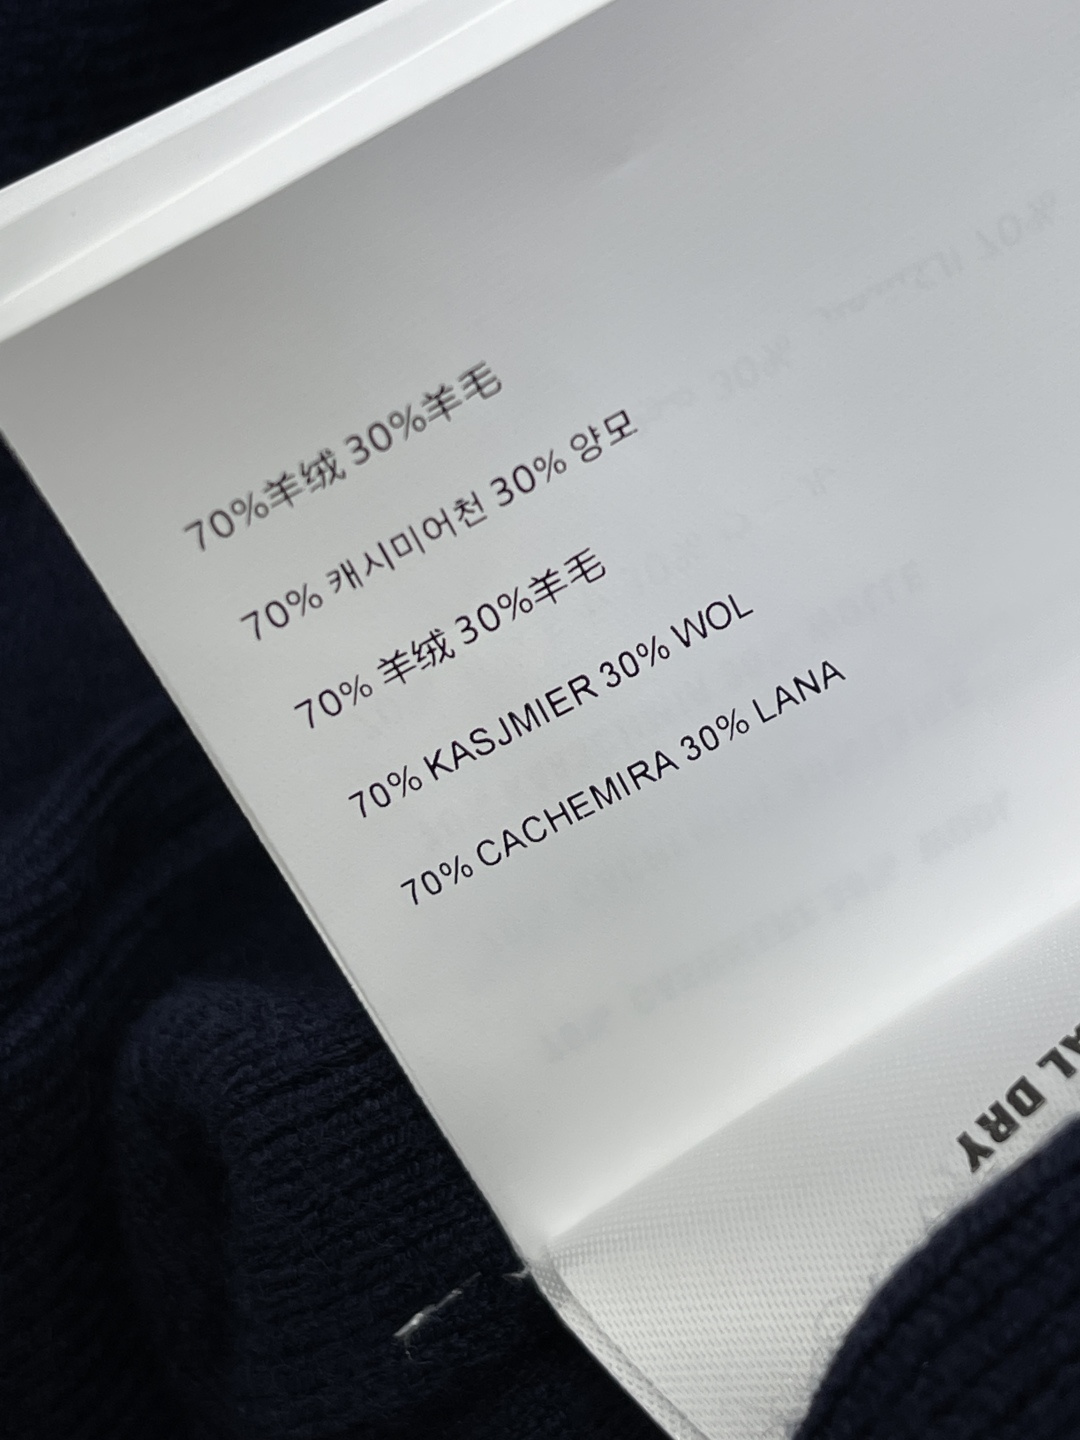 70%羊绒 30%羊毛
70% 캐시미어천 30% 양모
70% 羊绒 30%羊毛
70% KASJMIER 30% WOL
70% CACHEMIRA 30% LANA
DRY